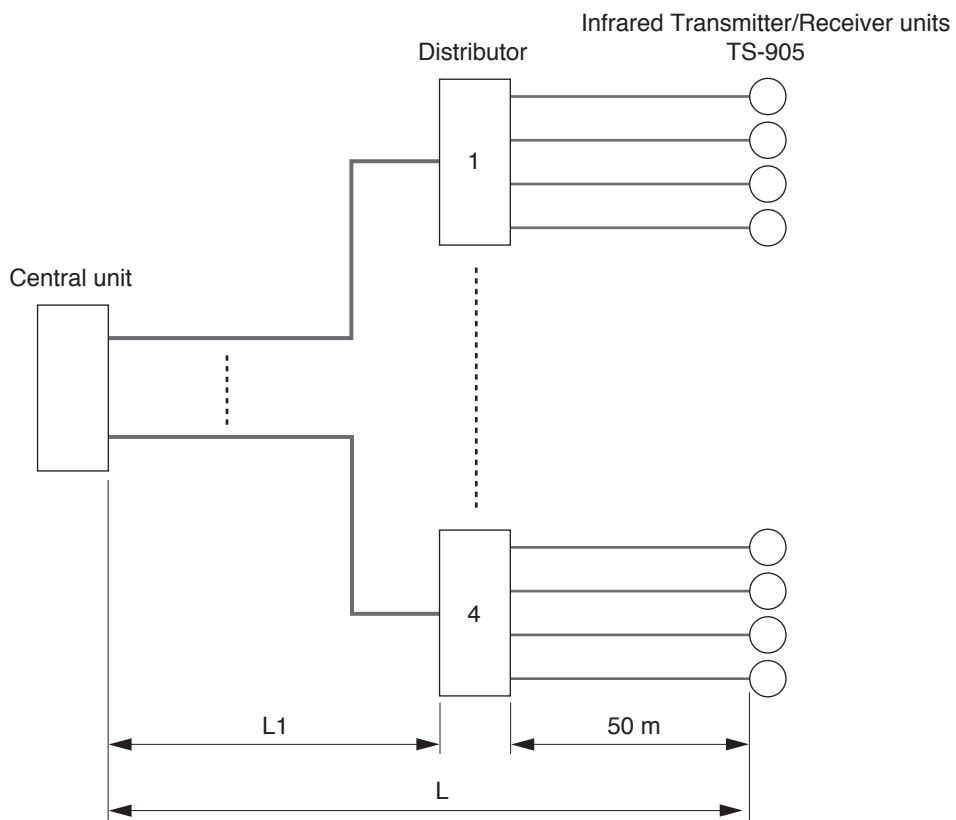 Infrared Transmitter/Receiver units
TS-905
Distributor
1
Central unit
4
L1
50 m
L